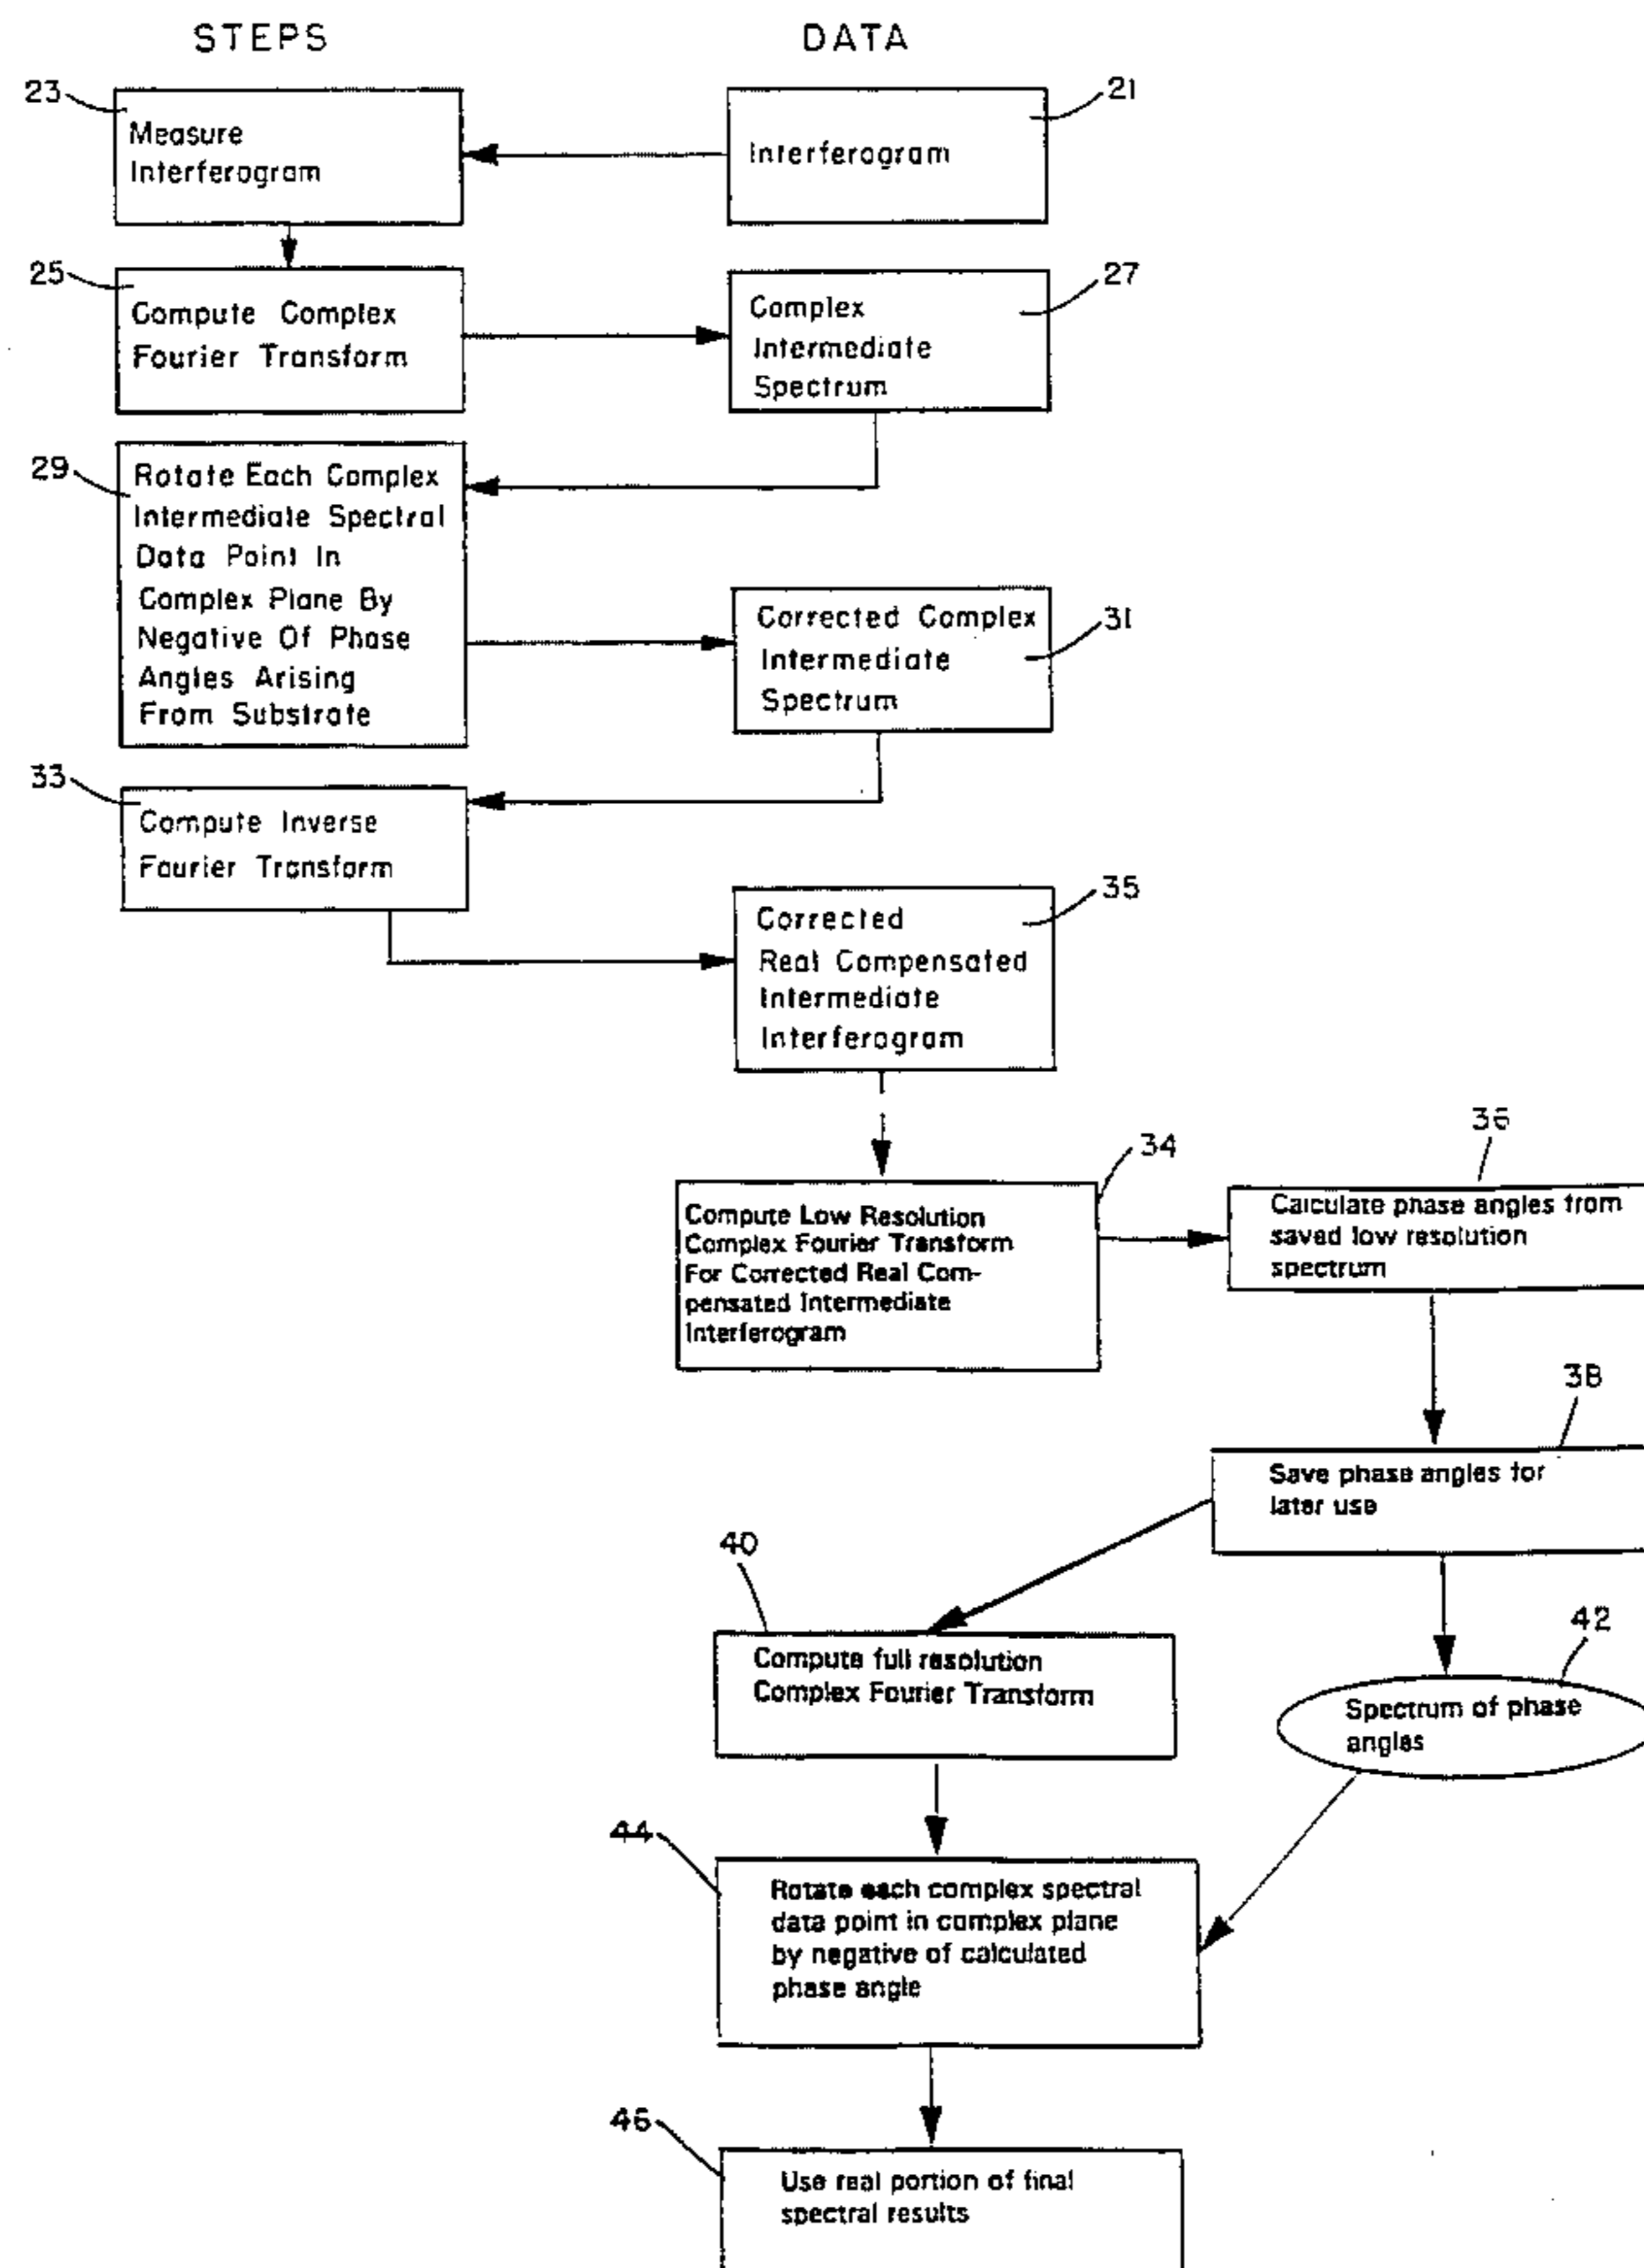 STEPS
DATA
23
Measure
Interferogram
21
Interferogram
25
Compute Complex
Fourier Transform
27
Complex
Intermediate
Spectrum
29
Rotate Each Complex
Intermediate Spectral
Data Point In
Complex Plane By
Negative Of Phase
Angles Arising
From Substrate
31
Corrected Complex
Intermediate
Spectrum
33
Compute Inverse
Fourier Transform
35
Corrected
Real Compensated
Intermediate
Interferogram
34
Compute Low Resolution
Complex Fourier Transform
For Corrected Real Com-
pensated Intermediate
Interferogram
36
Calculate phase angles from
saved low resolution
spectrum
38
Save phase angles for
later use
40
Compute full resolution
Complex Fourier Transform
42
Spectrum of phase
angles
44
Rotate each complex spectral
data point in complex plane
by negative of calculated
phase angle
46
Use real portion of final
spectral results